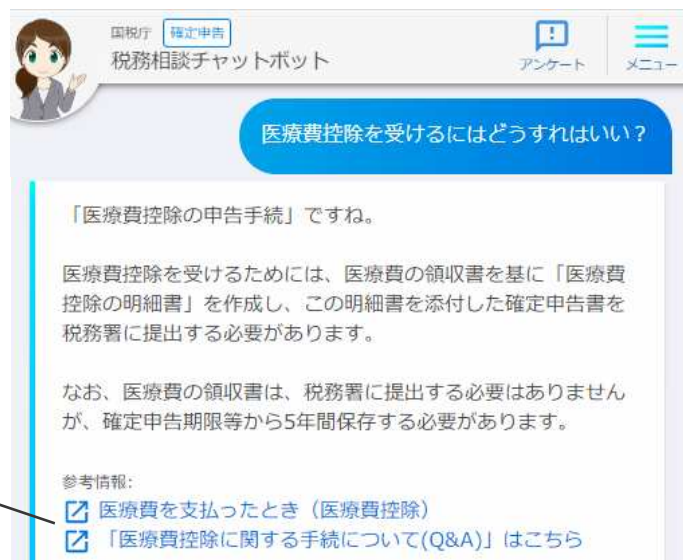 国税庁 確定申告
税務相談チャットボット
アンケート
メニュー
医療費控除を受けるにはどうすれはいい？
「医療費控除の申告手続」ですね。
医療費控除を受けるためには、医療費の領収書を基に「医療費
控除の明細書」を作成し、この明細書を添付した確定申告書を
税務署に提出する必要があります。
なお、医療費の領収書は、税務署に提出する必要はありません
が、確定申告期限等から5年間保存する必要があります。
参考情報:
医療費を支払ったとき（医療費控除）
「医療費控除に関する手続について(Q&A)」はこちら